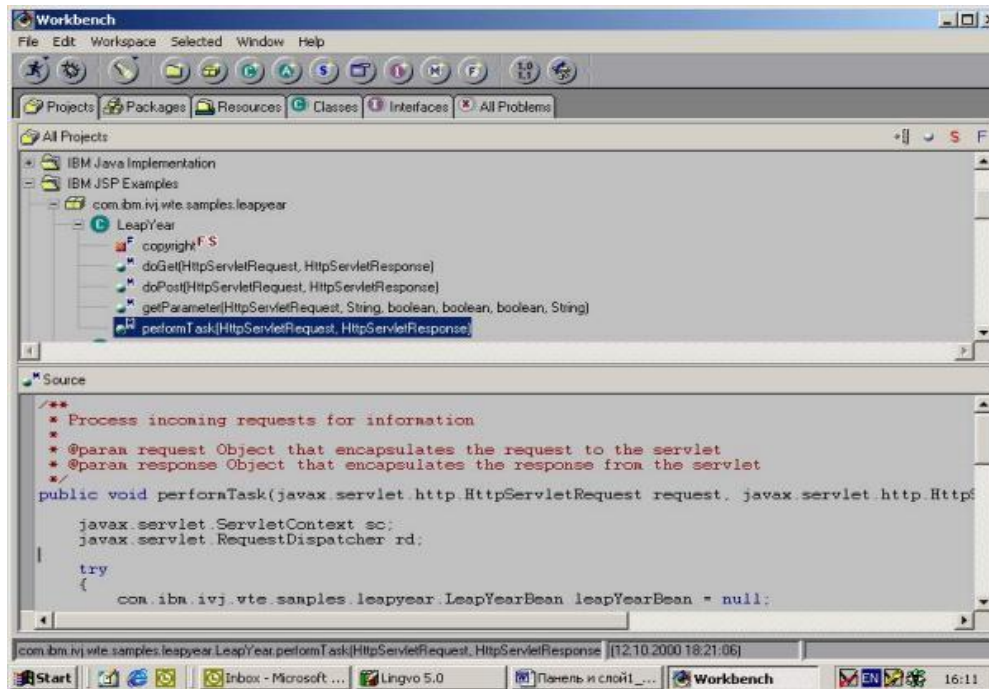 Workbench
File Edit Workspace Selected Window Help
Projects Packages Resources Classes Interfaces All Problems
All Projects S F
IBM Java Implementation
IBM JSP Examples
com.ibm.ivj.wte.samples.leapyear
C LeapYear
F copyright F S
M doGet(HttpServletRequest, HttpServletResponse)
M doPost(HttpServletRequest, HttpServletResponse)
M getParameter(HttpServletRequest, String, boolean, boolean, boolean, String)
M performTask(HttpServletRequest, HttpServletResponse)
M Source
/**
* Process incoming requests for information
*
* @param request Object that encapsulates the request to the servlet
* @param response Object that encapsulates the response from the servlet
*/
public void performTask(javax.servlet.http.HttpServletRequest request, javax.servlet.http.HttpS
javax.servlet.ServletContext sc;
javax.servlet.RequestDispatcher rd;
try
{
com.ibm.ivj.wte.samples.leapyear.LeapYearBean leapYearBean = null;
com.ibm.ivj.wte.samples.leapyear.LeapYear.performTask(HttpServletRequest, HttpServletResponse (12.10.2000 18:21:06)
Start Inbox - Microsoft ... Lingvo 5.0 Панель и слой1_... Workbench EN 16:11